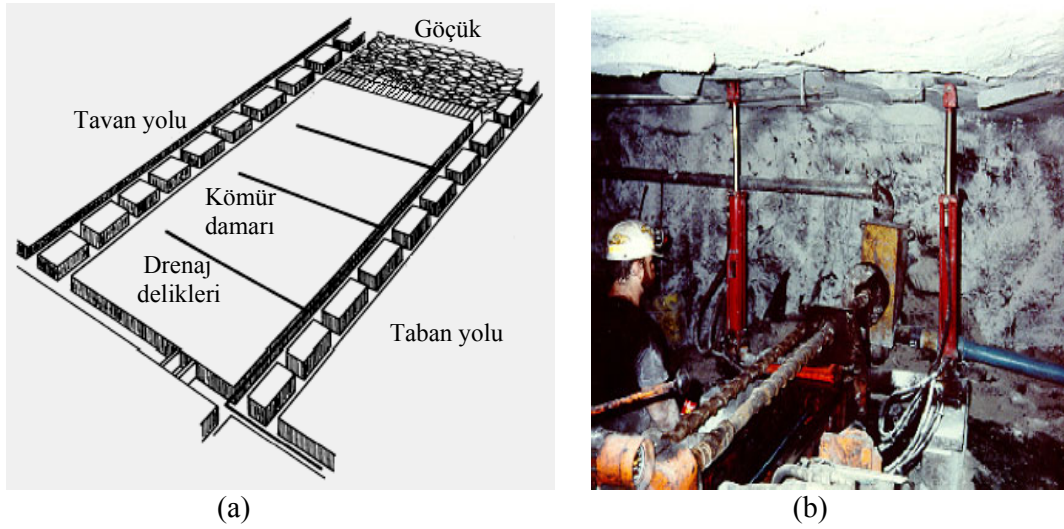 Göçük
Tavan yolu
Kömür
damarı
Drenaj
delikleri
Taban yolu
(a)
(b)